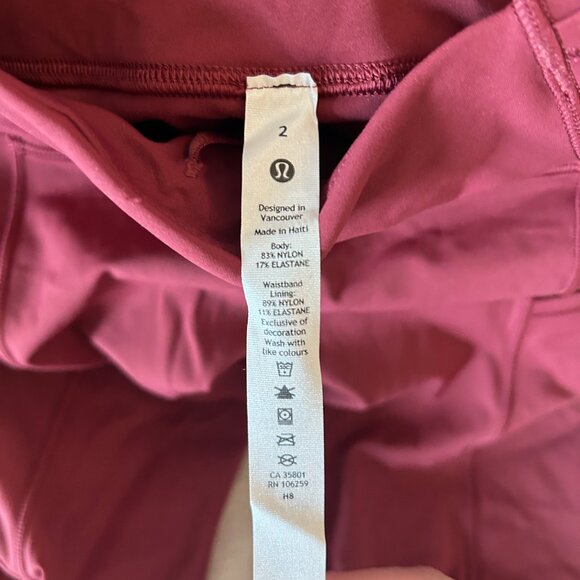 2
Designed in
Vancouver
Made in Haiti
Body:
83% NYLON
17% ELASTANE
Waistband
Lining:
89% NYLON
11% ELASTANE
Exclusive of
decoration
Wash with
like colours
CA 35801
RN 106259
H8